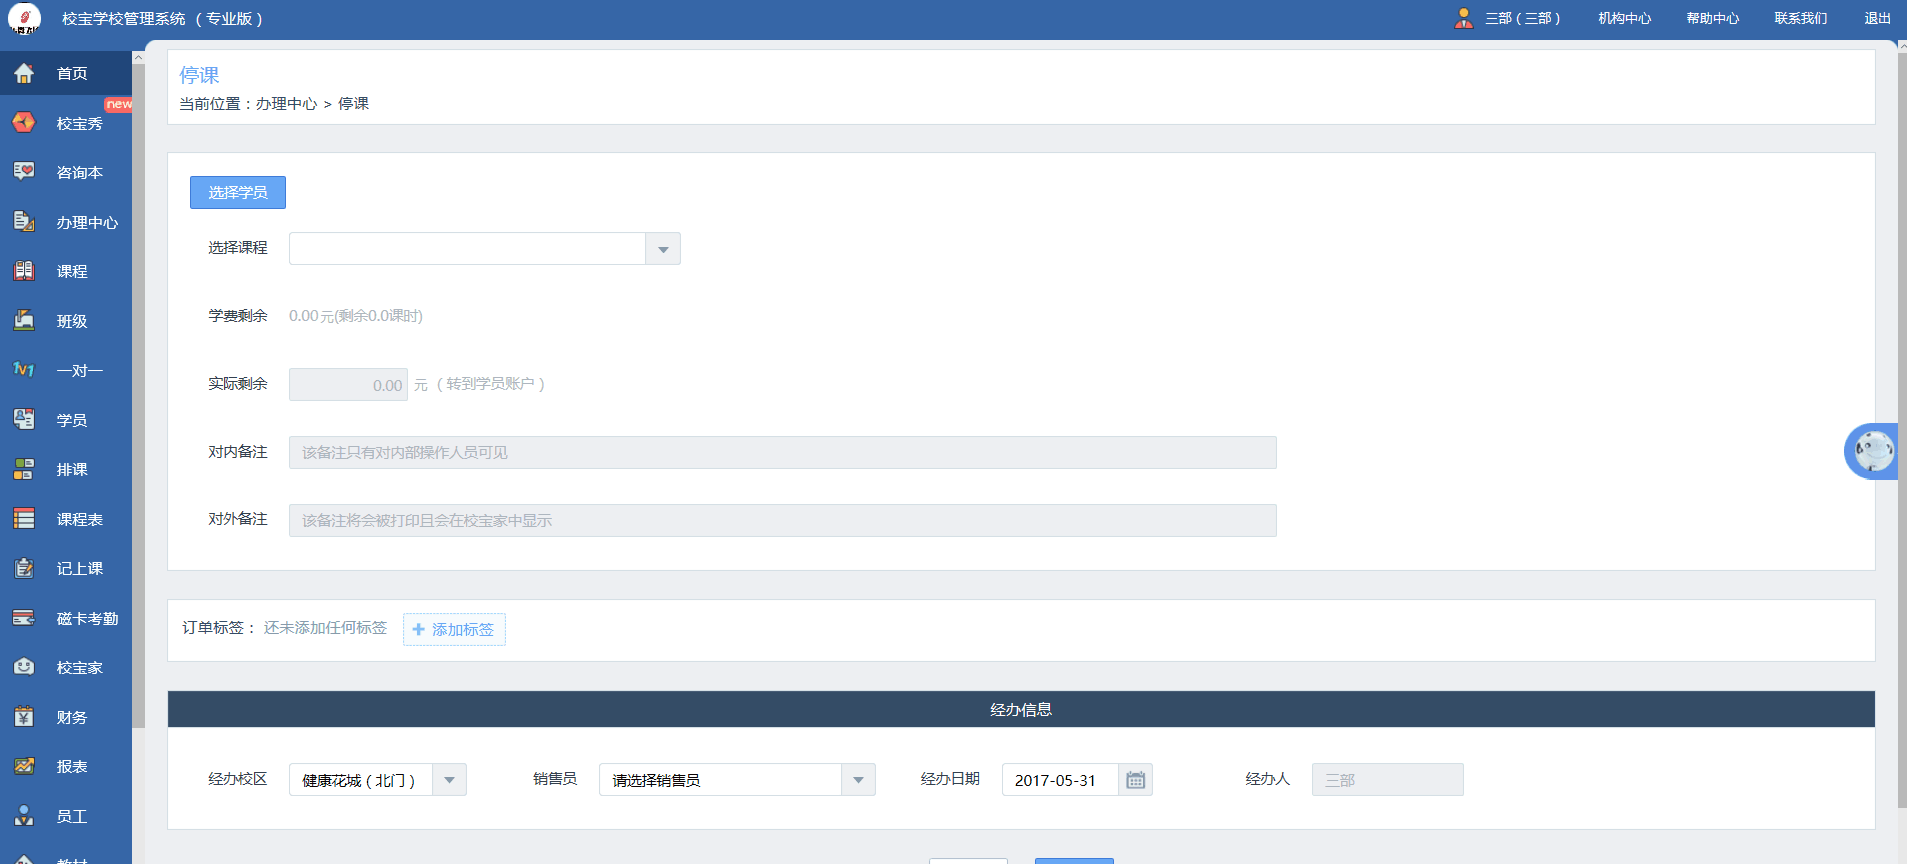 校宝学校管理系统 （专业版）
三部（三部） 机构中心 帮助中心 联系我们 退出
首页
new
校宝秀
咨询本
办理中心
课程
班级
1v1 一对一
学员
排课
课程表
记上课
磁卡考勤
校宝家
财务
报表
员工
教材
停课
当前位置：办理中心 > 停课
选择学员
选择课程
学费剩余 0.00元(剩余0.0课时)
实际剩余 0.00 元 （转到学员账户）
对内备注 该备注只有对内部操作人员可见
对外备注 该备注将会被打印且会在校宝家中显示
订单标签： 还未添加任何标签 + 添加标签
经办信息
经办校区 健康花城（北门） 销售员 请选择销售员 经办日期 2017-05-31 经办人 三部